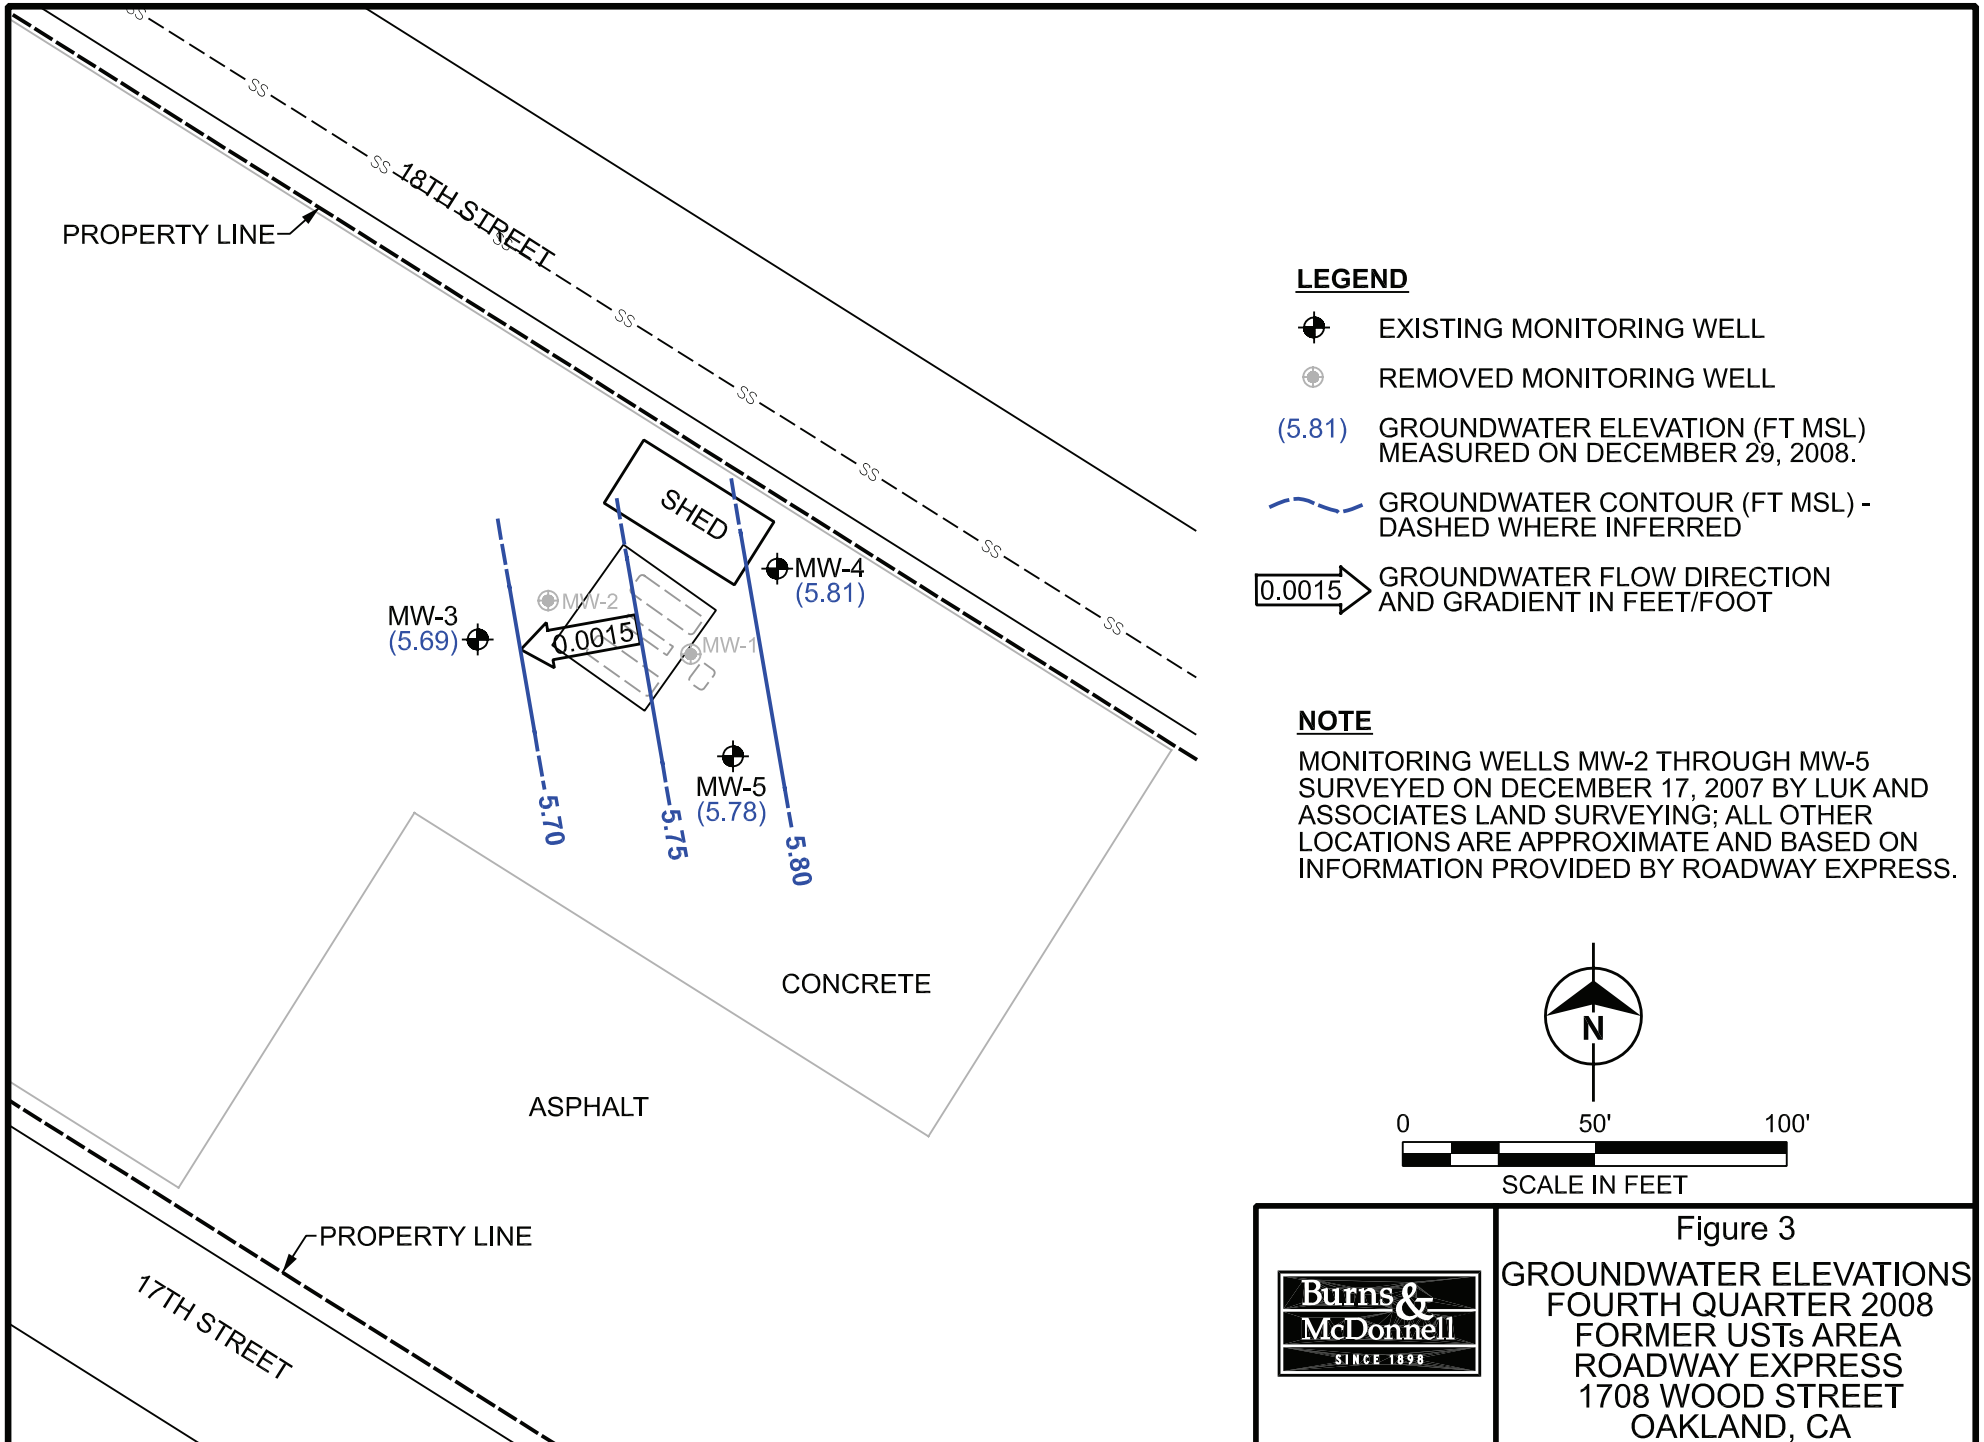 SS
SS
SS
18TH STREET
SS
SS
SS
SS
SS
SS
PROPERTY LINE
SHED
MW-4
(5.81)
MW-2
MW-3
(5.69)
0.0015
MW-1
MW-5
(5.78)
5.70
5.75
5.80
CONCRETE
ASPHALT
PROPERTY LINE
17TH STREET
LEGEND
EXISTING MONITORING WELL
REMOVED MONITORING WELL
(5.81) GROUNDWATER ELEVATION (FT MSL)
MEASURED ON DECEMBER 29, 2008.
GROUNDWATER CONTOUR (FT MSL) -
DASHED WHERE INFERRED
0.0015 GROUNDWATER FLOW DIRECTION
AND GRADIENT IN FEET/FOOT
NOTE
MONITORING WELLS MW-2 THROUGH MW-5
SURVEYED ON DECEMBER 17, 2007 BY LUK AND
ASSOCIATES LAND SURVEYING; ALL OTHER
LOCATIONS ARE APPROXIMATE AND BASED ON
INFORMATION PROVIDED BY ROADWAY EXPRESS.
N
0 50' 100'
SCALE IN FEET
Burns &
McDonnell
SINCE 1898
Figure 3
GROUNDWATER ELEVATIONS
FOURTH QUARTER 2008
FORMER USTs AREA
ROADWAY EXPRESS
1708 WOOD STREET
OAKLAND, CA